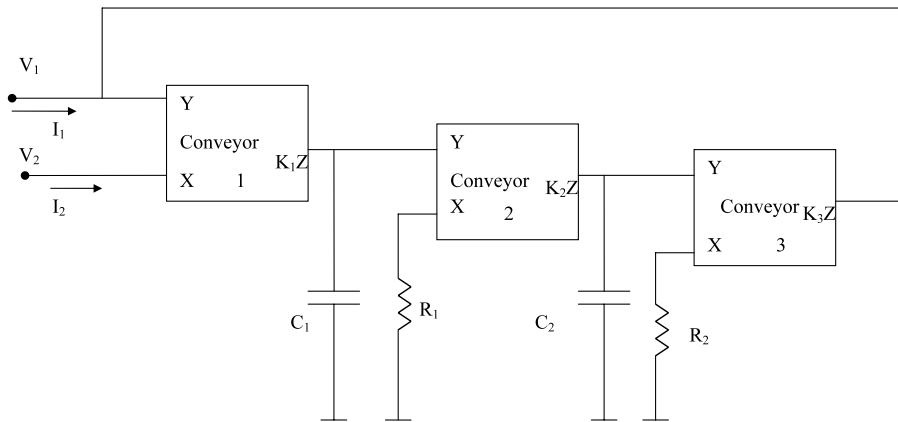 V₁
I₁
V₂
I₂
Y
Conveyor
K₁Z
X
1
C₁
R₁
Y
Conveyor
K₂Z
X
2
C₂
R₂
Y
Conveyor
K₃Z
X
3